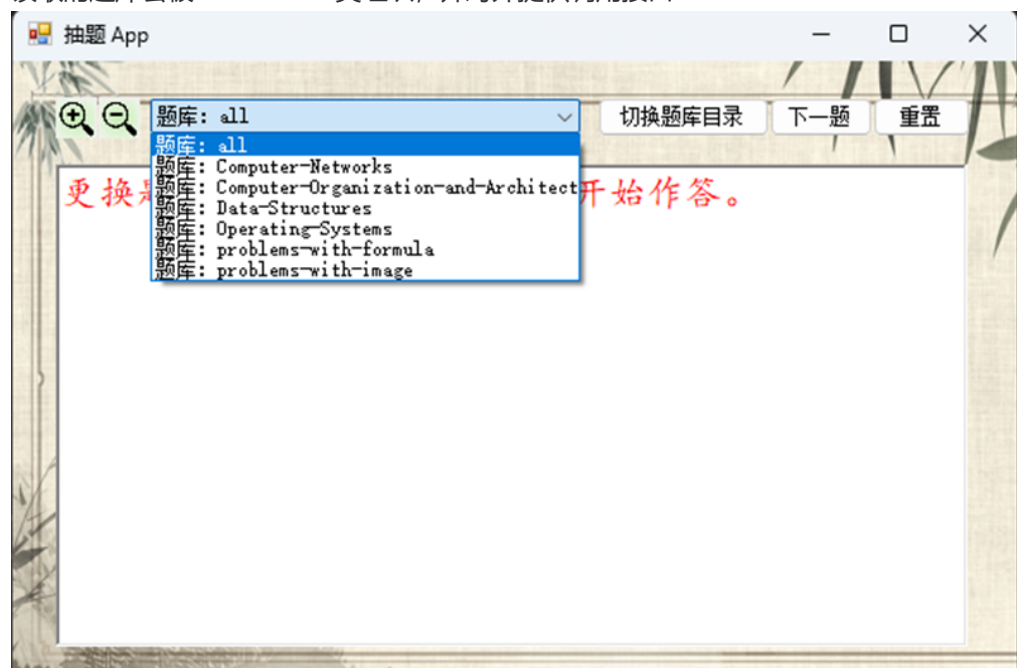 抽题 App
题库: all
切换题库目录
下一题
重置
题库: all
题库: Computer-Networks
题库: Computer-Organization-and-Architect
题库: Data-Structures
题库: Operating-Systems
题库: problems-with-formula
题库: problems-with-image
更换
开始作答。